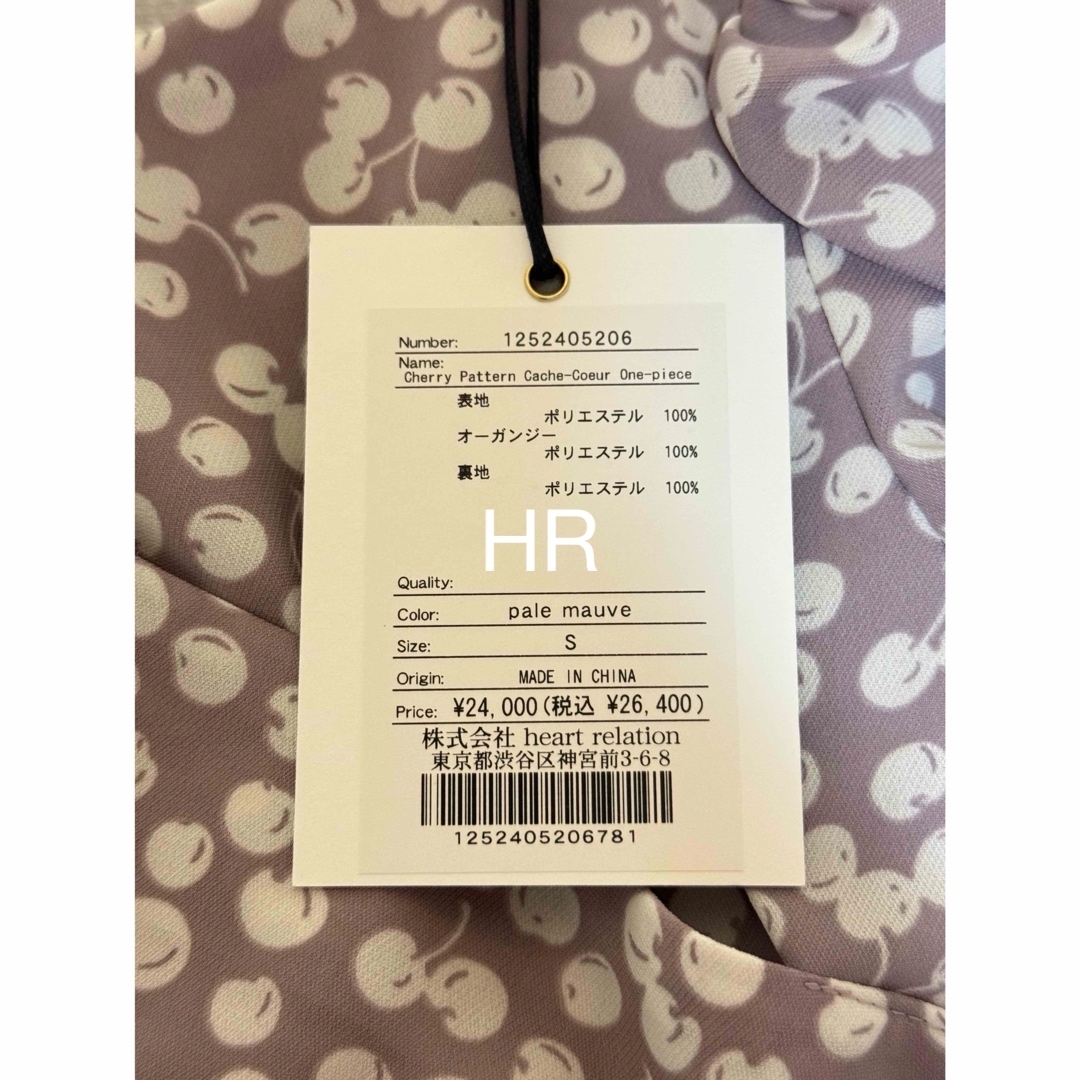 Number: 1252405206
Name:
Cherry Pattern Cache-Coeur One-piece
表地
ポリエステル 100%
オーガンジー
ポリエステル 100%
裏地
ポリエステル 100%
HR
Quality:
Color: pale mauve
Size: S
Origin: MADE IN CHINA
Price: ¥24,000(税込 ¥26,400)
株式会社 heart relation
東京都渋谷区神宮前3-6-8
1252405206781